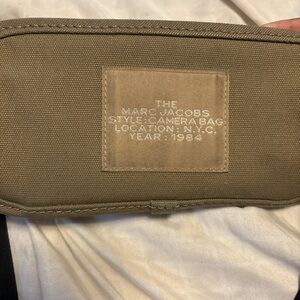 THE
MARC JACOBS
STYLE: CAMERA BAG
LOCATION: N.Y.C.
YEAR: 1984